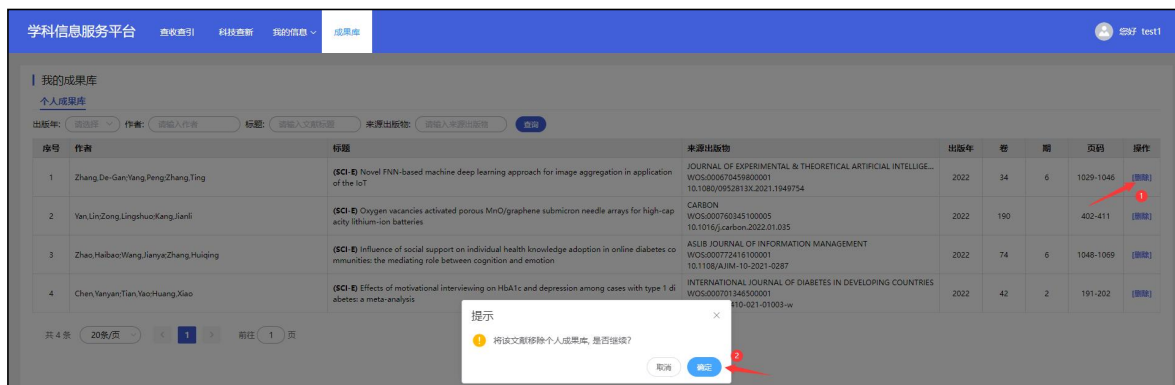 学科信息服务平台 查收查引 科技查新 我的信息 成果库 您好 test1
我的成果库
个人成果库
出版年: 请选择 作者: 请输入作者 标题: 请输入文献标题 来源出版物: 请输入来源出版物 查询
序号 作者 标题 来源出版物 出版年 卷 期 页码 操作
1 Zhang,De-Gan;Yang,Peng;Zhang,Ting (SCI-E) Novel FNN-based machine deep learning approach for image aggregation in application JOURNAL OF EXPERIMENTAL & THEORETICAL ARTIFICIAL INTELLIGE... 2022 34 6 1029-1046 [删除]
of the IoT WOS:000670459800001
10.1080/0952813X.2021.1949754
1
2 Yan,Lin;Zong,Lingshuo;Kang,Jianli (SCI-E) Oxygen vacancies activated porous MnO/graphene submicron needle arrays for high-cap CARBON 2022 190 402-411 [删除]
acity lithium-ion batteries WOS:000760345100005
10.1016/j.carbon.2022.01.035
3 Zhao,Haibao;Wang,Jianya;Zhang,Huiqing (SCI-E) Influence of social support on individual health knowledge adoption in online diabetes co ASLIB JOURNAL OF INFORMATION MANAGEMENT 2022 74 6 1048-1069 [删除]
mmunities: the mediating role between cognition and emotion WOS:000772416100001
10.1108/AJIM-10-2021-0287
4 Chen,Yanyan;Tian,Yao;Huang,Xiao (SCI-E) Effects of motivational interviewing on HbA1c and depression among cases with type 1 di INTERNATIONAL JOURNAL OF DIABETES IN DEVELOPING COUNTRIES 2022 42 2 191-202 [删除]
abetes: a meta-analysis WOS:000701346500001
410-021-01003-w
共 4 条 20条/页 1 前往 1 页
提示
将该文献移除个人成果库, 是否继续?
取消 确定 2